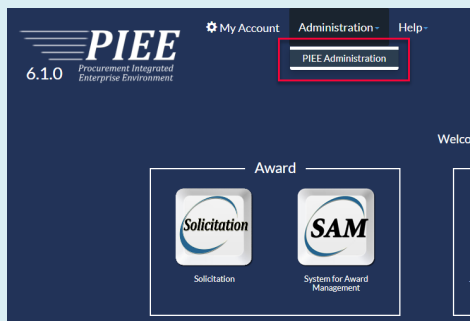 My Account Administration Help
PIEE
6.1.0 Procurement Integrated
Enterprise Environment
PIEE Administration
Welco
Award
Solicitation SAM
Solicitation System for Award
Management